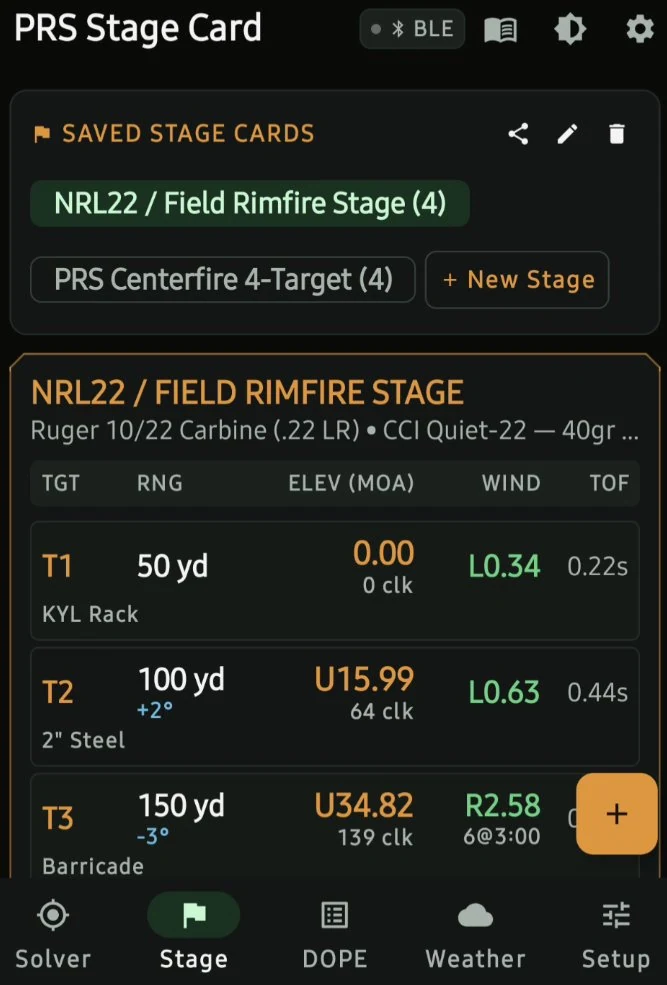 PRS Stage Card
BLE
SAVED STAGE CARDS
NRL22 / Field Rimfire Stage (4)
PRS Centerfire 4-Target (4)
+ New Stage
NRL22 / FIELD RIMFIRE STAGE
Ruger 10/22 Carbine (.22 LR) • CCI Quiet-22 — 40gr ...
TGT RNG ELEV (MOA) WIND TOF
T1 50 yd 0.00 L0.34 0.22s
0 clk
KYL Rack
T2 100 yd U15.99 L0.63 0.44s
+2° 64 clk
2" Steel
T3 150 yd U34.82 R2.58
-3° 139 clk 6@3:00
Barricade
+
Solver Stage DOPE Weather Setup